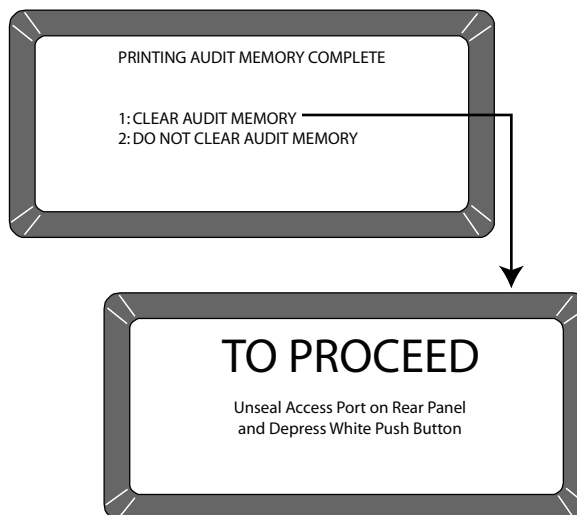 PRINTING AUDIT MEMORY COMPLETE
1: CLEAR AUDIT MEMORY
2: DO NOT CLEAR AUDIT MEMORY
TO PROCEED
Unseal Access Port on Rear Panel
and Depress White Push Button